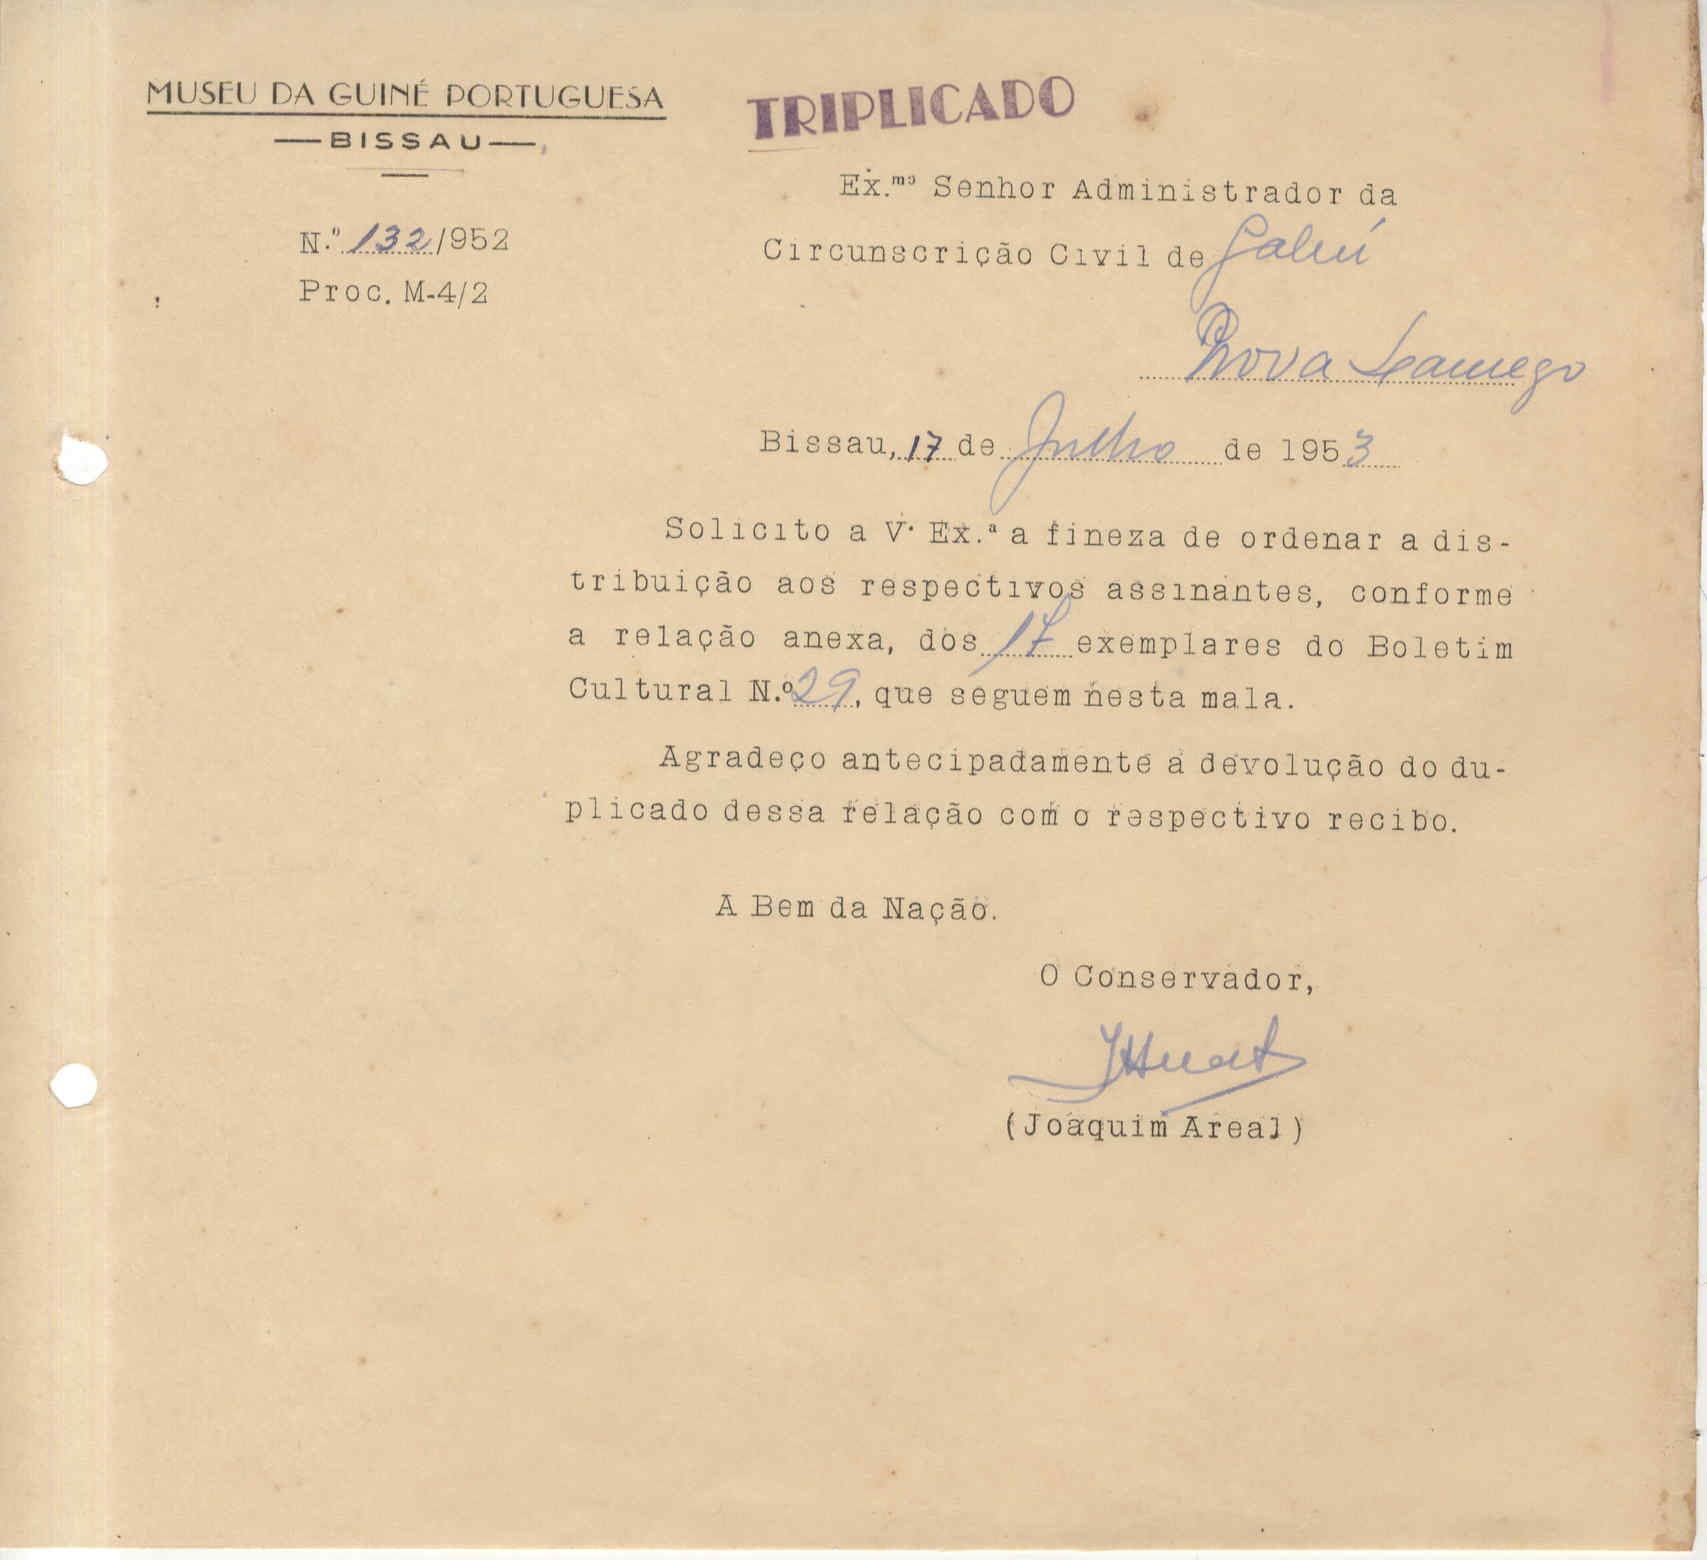 MUSEU DA GUINÉ PORTUGUESA
—BISSAU—
TRIPLICADO
N.º 132/952
Proc. M-4/2
Ex.mo Senhor Administrador da
Circunscrição Civil de Gabú
Nova Lamego
Bissau, 17 de Julho de 1953
Solicito a V. Ex.ª a fineza de ordenar a dis-
tribuição aos respectivos assinantes, conforme
a relação anexa, dos 17 exemplares do Boletim
Cultural N.º 29, que seguem nesta mala.
Agradeço antecipadamente a devolução do du-
plicado dessa relação com o respectivo recibo.
A Bem da Nação.
O Conservador,
(Joaquim Areal)